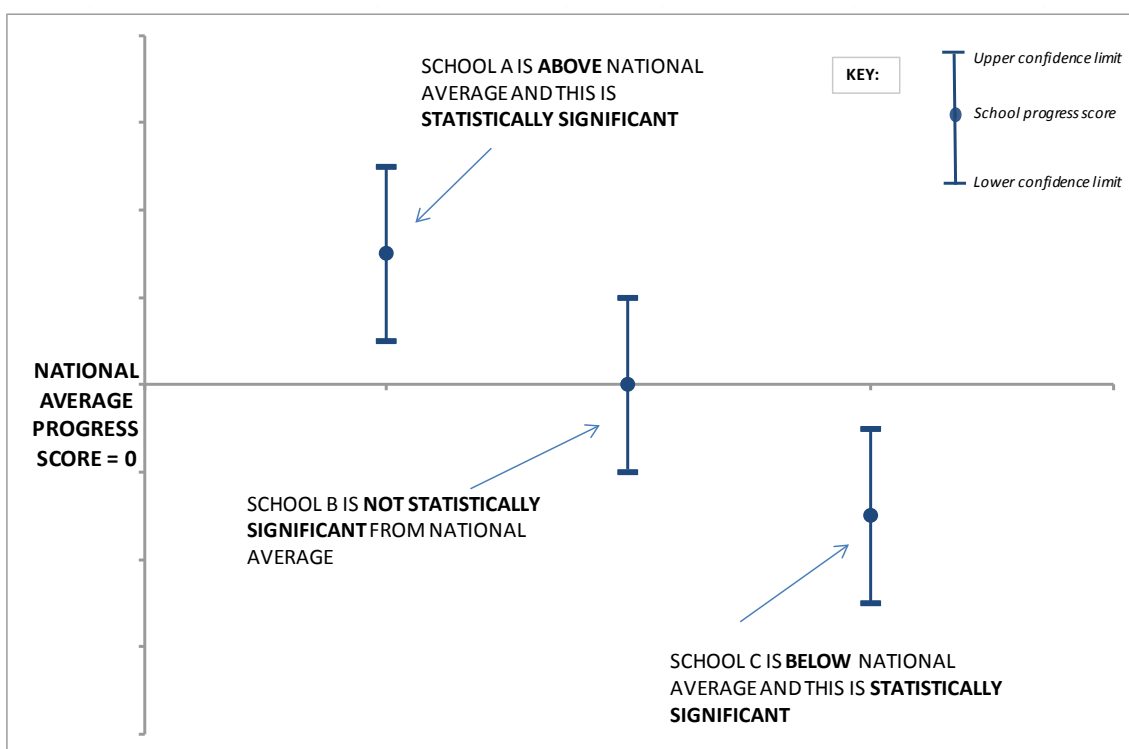 SCHOOL A IS ABOVE NATIONAL
AVERAGE AND THIS IS
STATISTICALLY SIGNIFICANT
KEY:
Upper confidence limit
School progress score
Lower confidence limit
NATIONAL
AVERAGE
PROGRESS
SCORE = 0
SCHOOL B IS NOT STATISTICALLY
SIGNIFICANT FROM NATIONAL
AVERAGE
SCHOOL C IS BELOW NATIONAL
AVERAGE AND THIS IS STATISTICALLY
SIGNIFICANT